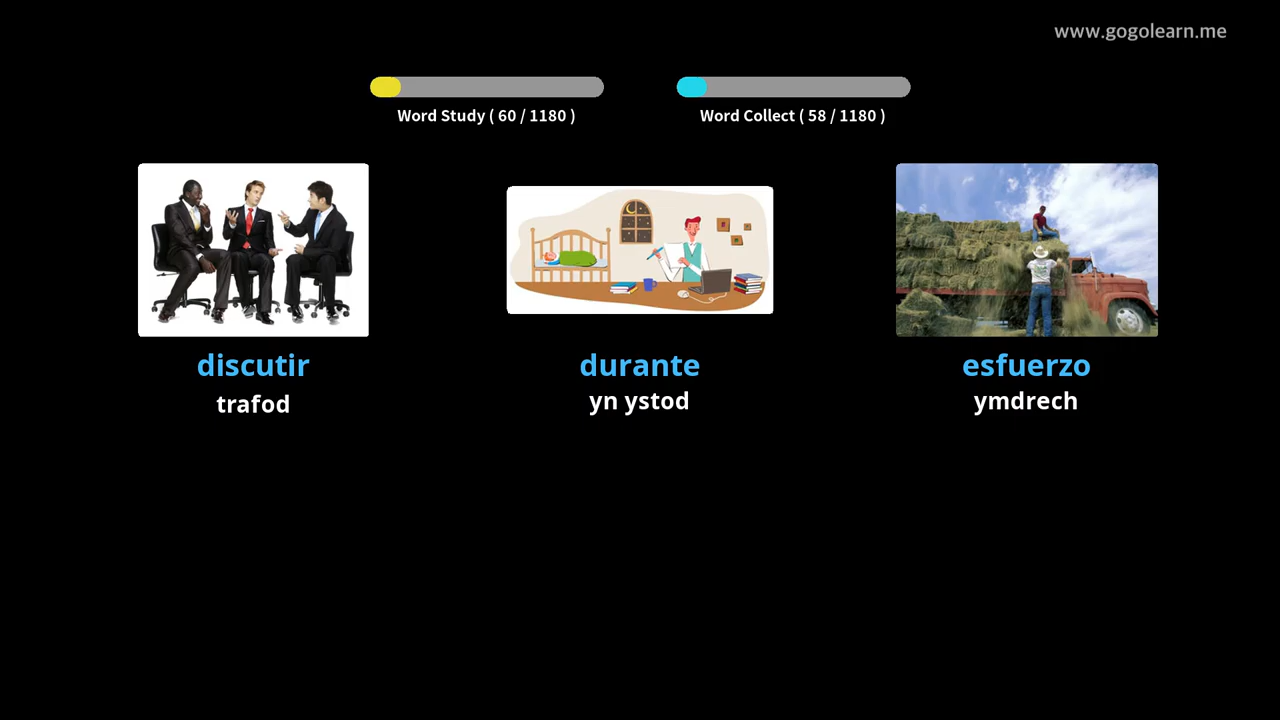 www.gogolearn.me
Word Study ( 60 / 1180 )
Word Collect ( 58 / 1180 )
discutir
trafod
durante
yn ystod
esfuerzo
ymdrech